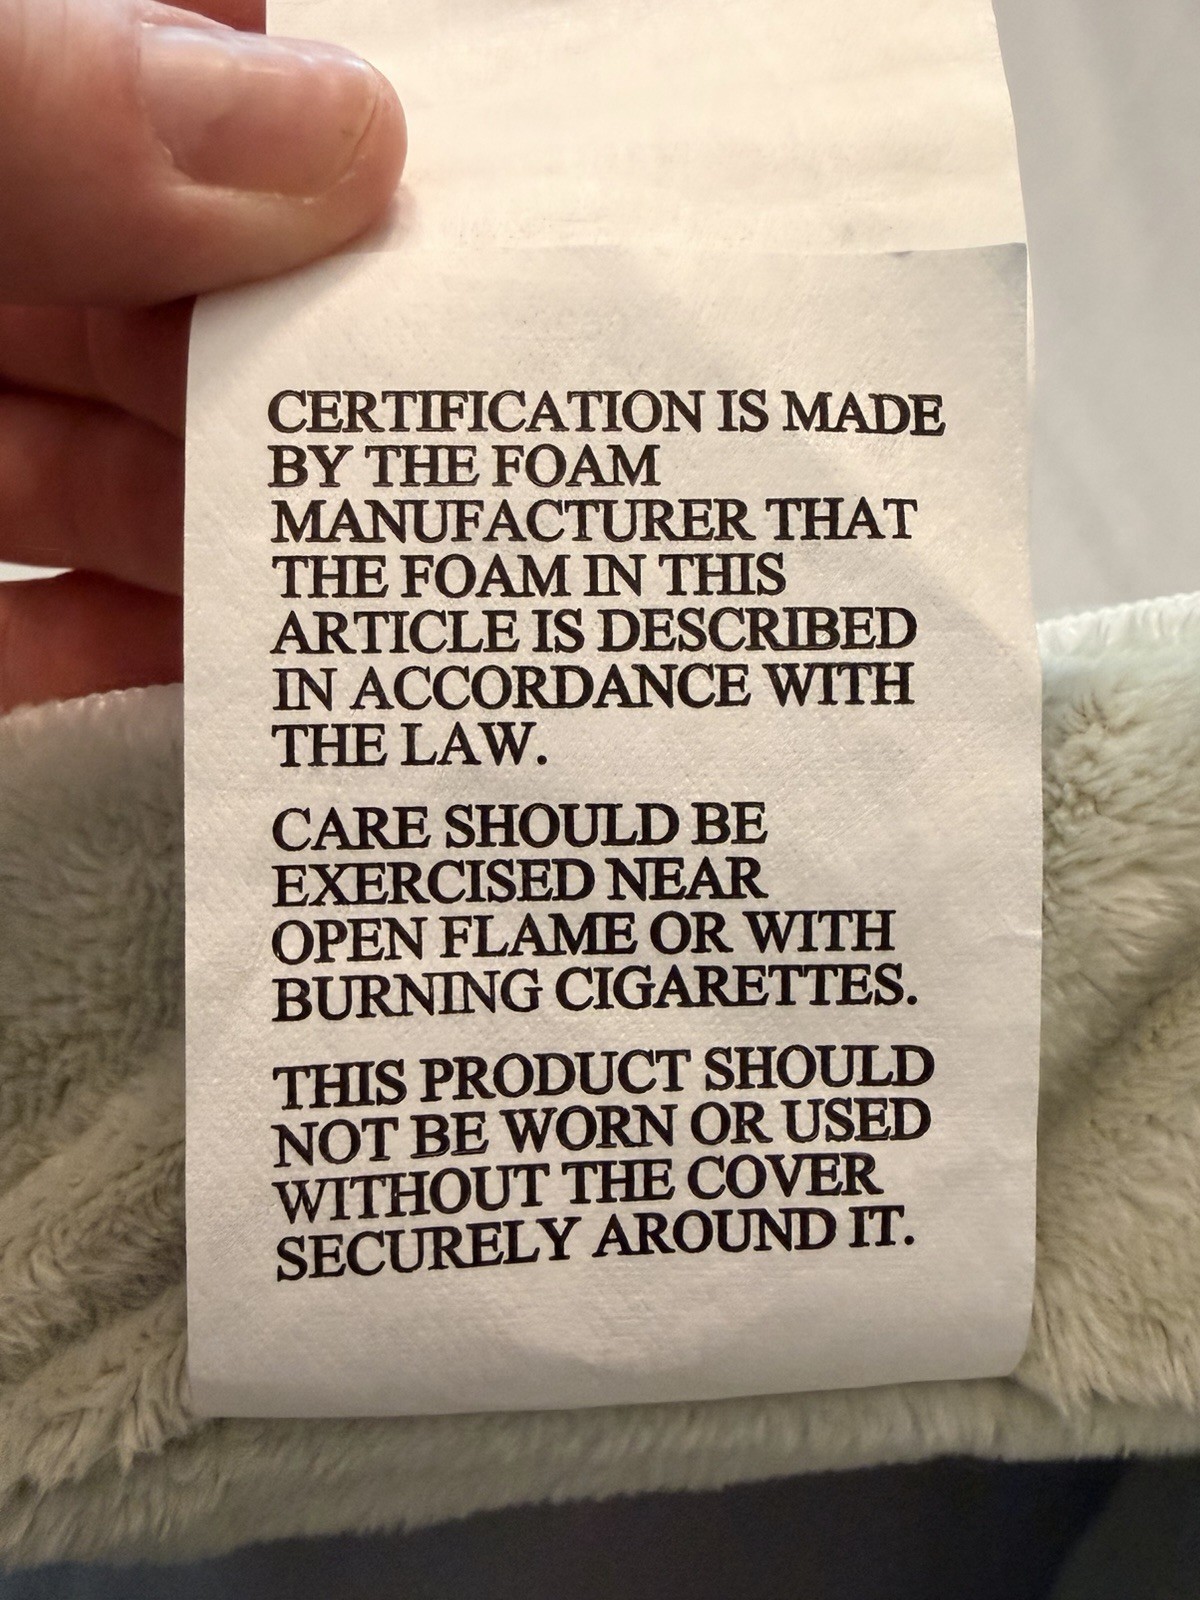 CERTIFICATION IS MADE
BY THE FOAM
MANUFACTURER THAT
THE FOAM IN THIS
ARTICLE IS DESCRIBED
IN ACCORDANCE WITH
THE LAW.
CARE SHOULD BE
EXERCISED NEAR
OPEN FLAME OR WITH
BURNING CIGARETTES.
THIS PRODUCT SHOULD
NOT BE WORN OR USED
WITHOUT THE COVER
SECURELY AROUND IT.